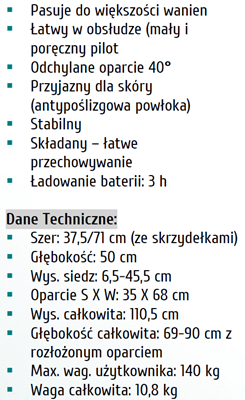 ▪ Pasuje do większości wanien
▪ Łatwy w obsłudze (mały i
poręczny pilot
▪ Odchylane oparcie 40°
▪ Przyjazny dla skóry
(antypoślizgowa powłoka)
▪ Stabilny
▪ Składany – łatwe
przechowywanie
▪ Ładowanie baterii: 3 h
Dane Techniczne:
▪ Szer: 37,5/71 cm (ze skrzydełkami)
▪ Głębokość: 50 cm
▪ Wys. siedz: 6,5-45,5 cm
▪ Oparcie S X W: 35 X 68 cm
▪ Wys. całkowita: 110,5 cm
▪ Głębokość całkowita: 69-90 cm z
rozłożonym oparciem
▪ Max. wag. użytkownika: 140 kg
▪ Waga całkowita: 10,8 kg